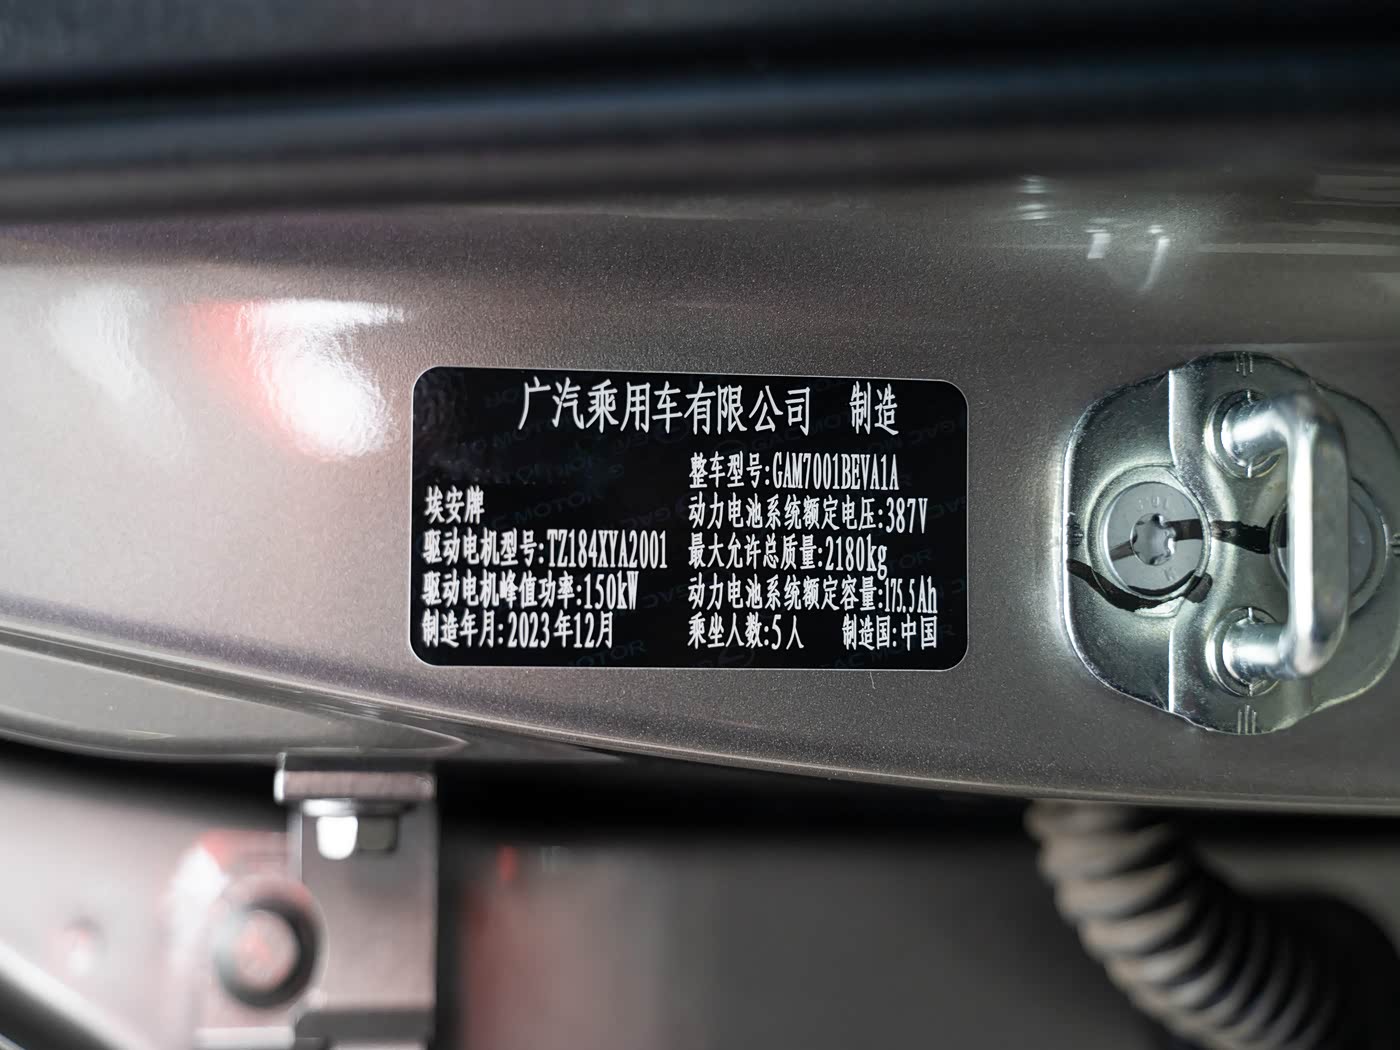 广汽乘用车有限公司 制造
整车型号:GAM7001BEVA1A
埃安牌
动力电池系统额定电压:387V
驱动电机型号:TZ184XYA2001
最大允许总质量:2180kg
驱动电机峰值功率:150kW
动力电池系统额定容量:175.5Ah
制造年月:2023年12月
乘坐人数:5人 制造国:中国
GAC MOTOR